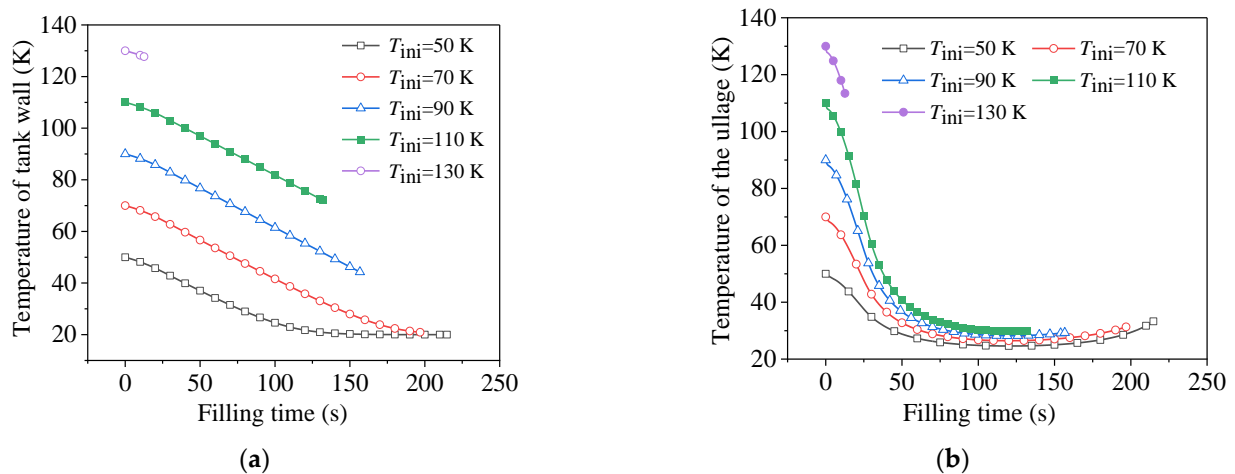 140
120
100
80
60
40
20
0
50
100
150
200
250
Temperature of tank wall (K)
Filling time (s)
Tini=50 K
Tini=70 K
Tini=90 K
Tini=110 K
Tini=130 K
(a)
140
120
100
80
60
40
20
0
50
100
150
200
250
Temperature of the ullage (K)
Filling time (s)
Tini=50 K Tini=70 K
Tini=90 K Tini=110 K
Tini=130 K
(b)